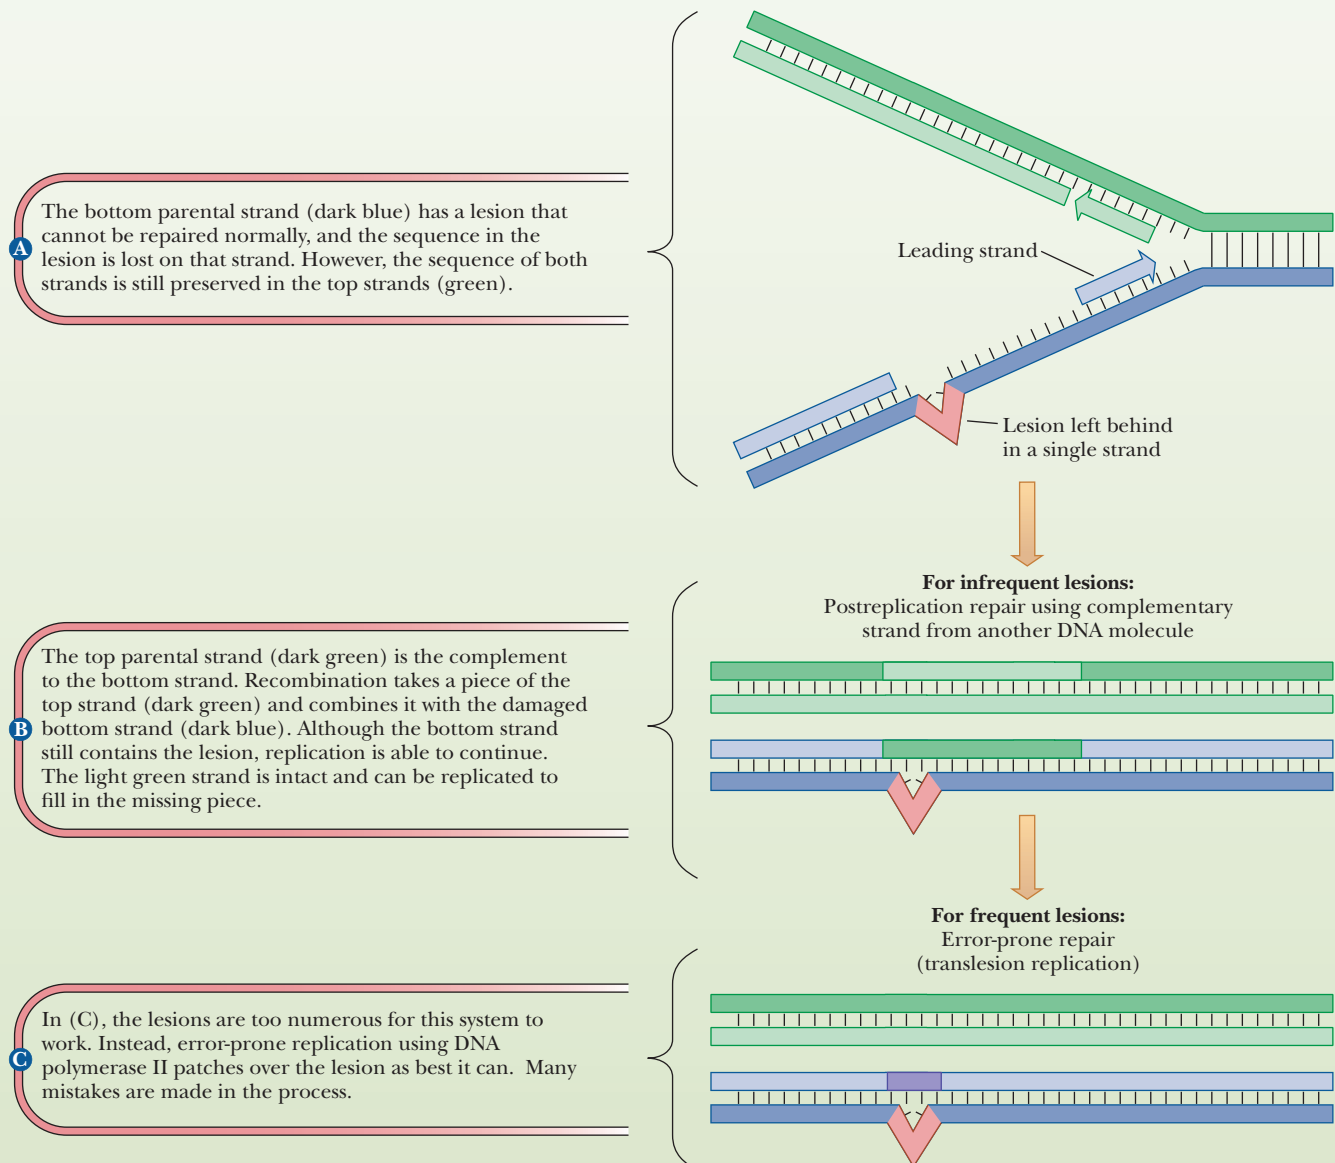 Leading strand
A
The bottom parental strand (dark blue) has a lesion that
cannot be repaired normally, and the sequence in the
lesion is lost on that strand. However, the sequence of both
strands is still preserved in the top strands (green).
Lesion left behind
in a single strand
For infrequent lesions:
Postreplication repair using complementary
strand from another DNA molecule
B
The top parental strand (dark green) is the complement
to the bottom strand. Recombination takes a piece of the
top strand (dark green) and combines it with the damaged
bottom strand (dark blue). Although the bottom strand
still contains the lesion, replication is able to continue.
The light green strand is intact and can be replicated to
fill in the missing piece.
For frequent lesions:
Error-prone repair
(translesion replication)
C
In (C), the lesions are too numerous for this system to
work. Instead, error-prone replication using DNA
polymerase II patches over the lesion as best it can. Many
mistakes are made in the process.